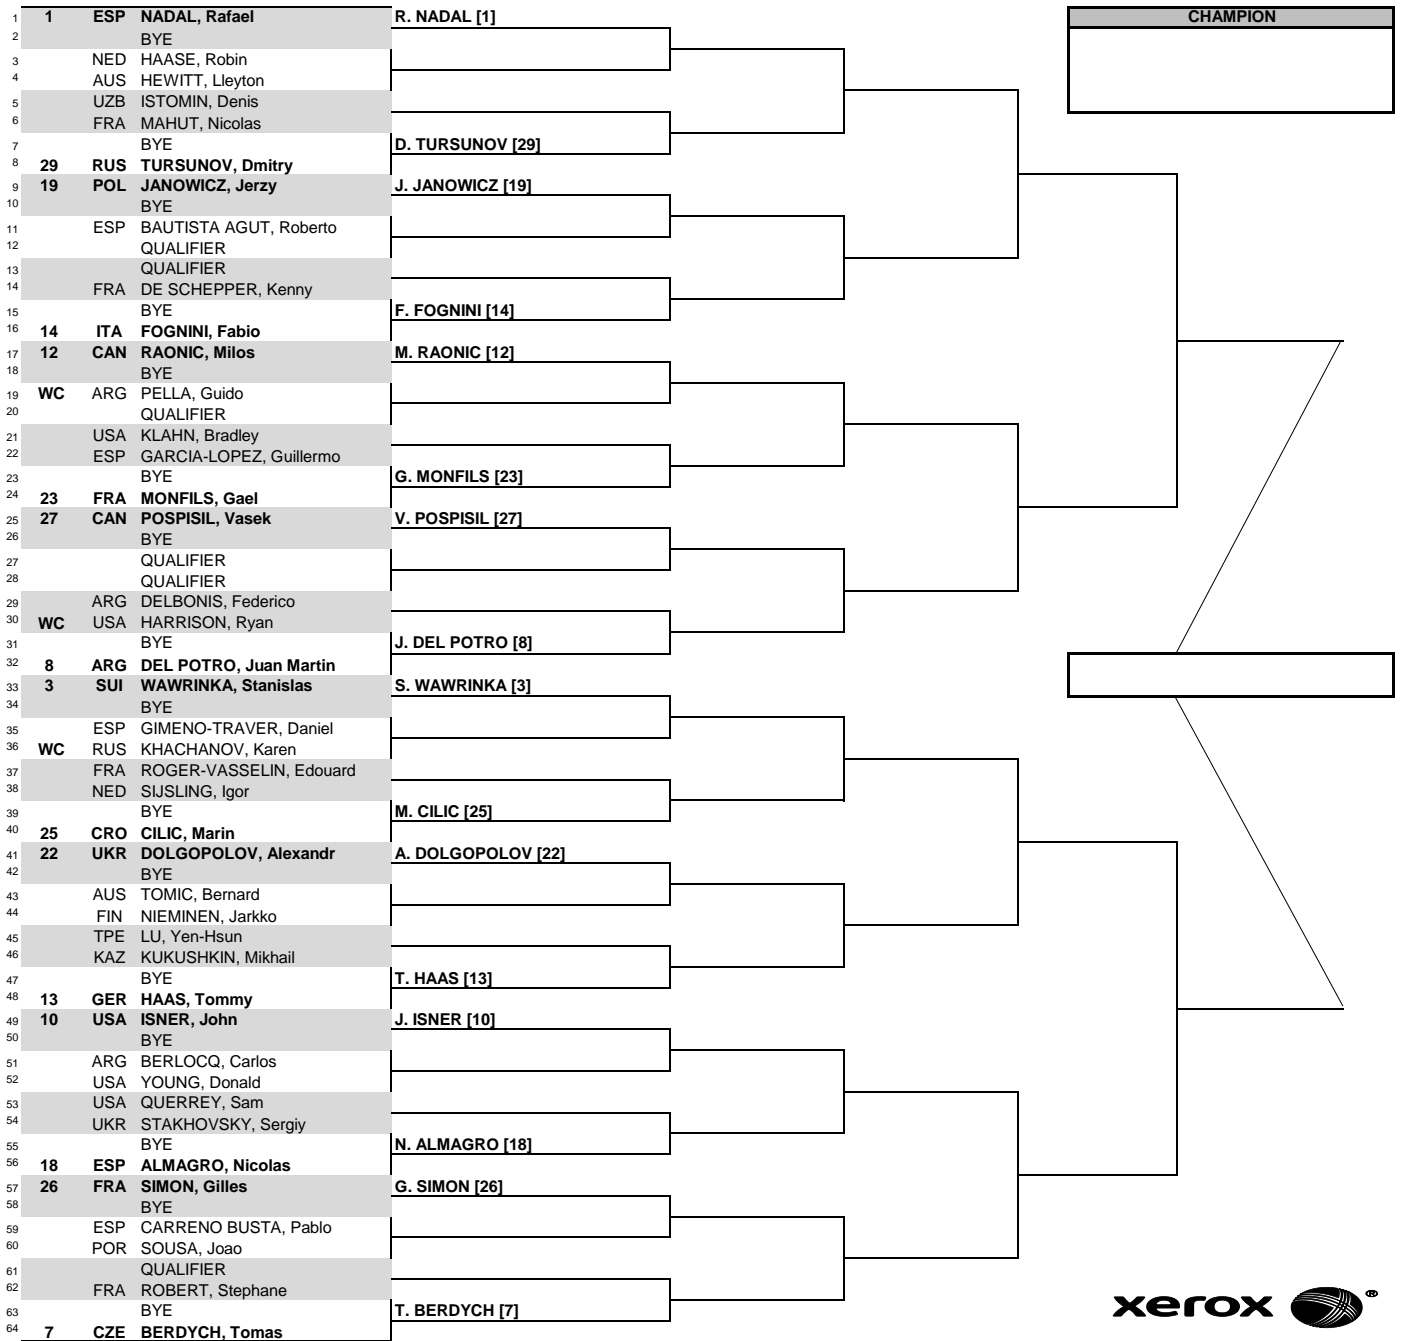 1 1 ESP NADAL, Rafael R. NADAL [1] CHAMPION
2 BYE
3 NED HAASE, Robin
4 AUS HEWITT, Lleyton
5 UZB ISTOMIN, Denis
6 FRA MAHUT, Nicolas
7 BYE D. TURSUNOV [29]
8 29 RUS TURSUNOV, Dmitry
9 19 POL JANOWICZ, Jerzy J. JANOWICZ [19]
10 BYE
11 ESP BAUTISTA AGUT, Roberto
12 QUALIFIER
13 QUALIFIER
14 FRA DE SCHEPPER, Kenny
15 BYE F. FOGNINI [14]
16 14 ITA FOGNINI, Fabio
17 12 CAN RAONIC, Milos M. RAONIC [12]
18 BYE
19 WC ARG PELLA, Guido
20 QUALIFIER
21 USA KLAHN, Bradley
22 ESP GARCIA-LOPEZ, Guillermo
23 BYE G. MONFILS [23]
24 23 FRA MONFILS, Gael
25 27 CAN POSPISIL, Vasek V. POSPISIL [27]
26 BYE
27 QUALIFIER
28 QUALIFIER
29 ARG DELBONIS, Federico
30 WC USA HARRISON, Ryan
31 BYE J. DEL POTRO [8]
32 8 ARG DEL POTRO, Juan Martin
33 3 SUI WAWRINKA, Stanislas S. WAWRINKA [3]
34 BYE
35 ESP GIMENO-TRAVER, Daniel
36 WC RUS KHACHANOV, Karen
37 FRA ROGER-VASSELIN, Edouard
38 NED SIJSLING, Igor
39 BYE M. CILIC [25]
40 25 CRO CILIC, Marin
41 22 UKR DOLGOPOLOV, Alexandr A. DOLGOPOLOV [22]
42 BYE
43 AUS TOMIC, Bernard
44 FIN NIEMINEN, Jarkko
45 TPE LU, Yen-Hsun
46 KAZ KUKUSHKIN, Mikhail
47 BYE T. HAAS [13]
48 13 GER HAAS, Tommy
49 10 USA ISNER, John J. ISNER [10]
50 BYE
51 ARG BERLOCQ, Carlos
52 USA YOUNG, Donald
53 USA QUERREY, Sam
54 UKR STAKHOVSKY, Sergiy
55 BYE N. ALMAGRO [18]
56 18 ESP ALMAGRO, Nicolas
57 26 FRA SIMON, Gilles G. SIMON [26]
58 BYE
59 ESP CARRENO BUSTA, Pablo
60 POR SOUSA, Joao
61 QUALIFIER
62 FRA ROBERT, Stephane
63 BYE T. BERDYCH [7]
64 7 CZE BERDYCH, Tomas
xerox ®